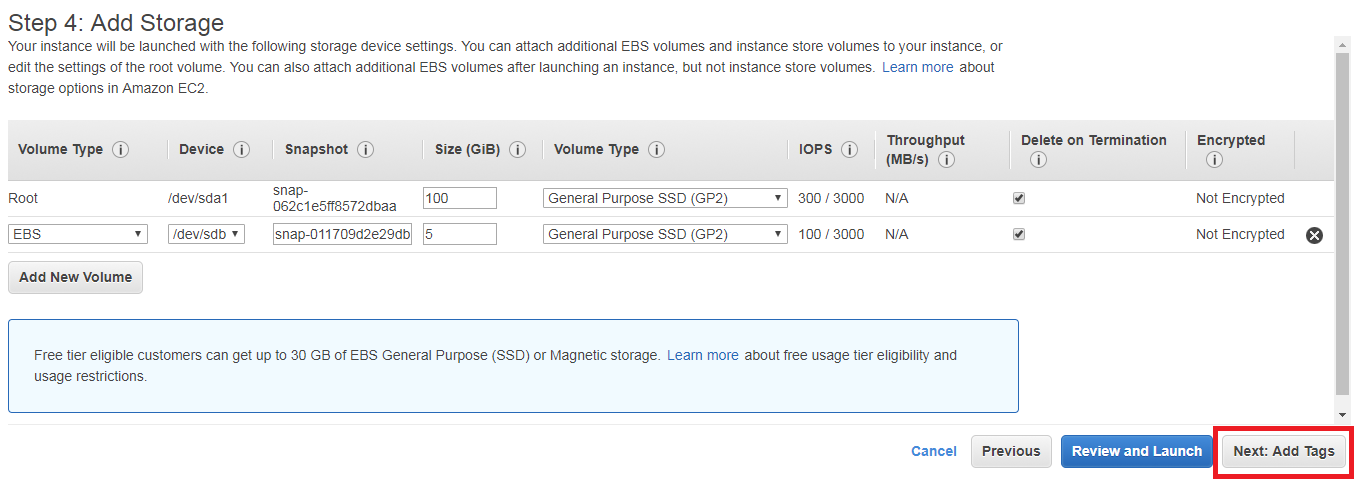 Step 4: Add Storage
Your instance will be launched with the following storage device settings. You can attach additional EBS volumes and instance store volumes to your instance, or
edit the settings of the root volume. You can also attach additional EBS volumes after launching an instance, but not instance store volumes. Learn more about
storage options in Amazon EC2.
Volume Type Device Snapshot Size (GiB) Volume Type IOPS Throughput (MB/s) Delete on Termination Encrypted
Root /dev/sda1 snap-062c1e5ff8572dbaa 100 General Purpose SSD (GP2) 300 / 3000 N/A Not Encrypted
EBS /dev/sdb snap-011709d2e29db 5 General Purpose SSD (GP2) 100 / 3000 N/A Not Encrypted
Add New Volume
Free tier eligible customers can get up to 30 GB of EBS General Purpose (SSD) or Magnetic storage. Learn more about free usage tier eligibility and
usage restrictions.
Cancel Previous Review and Launch Next: Add Tags